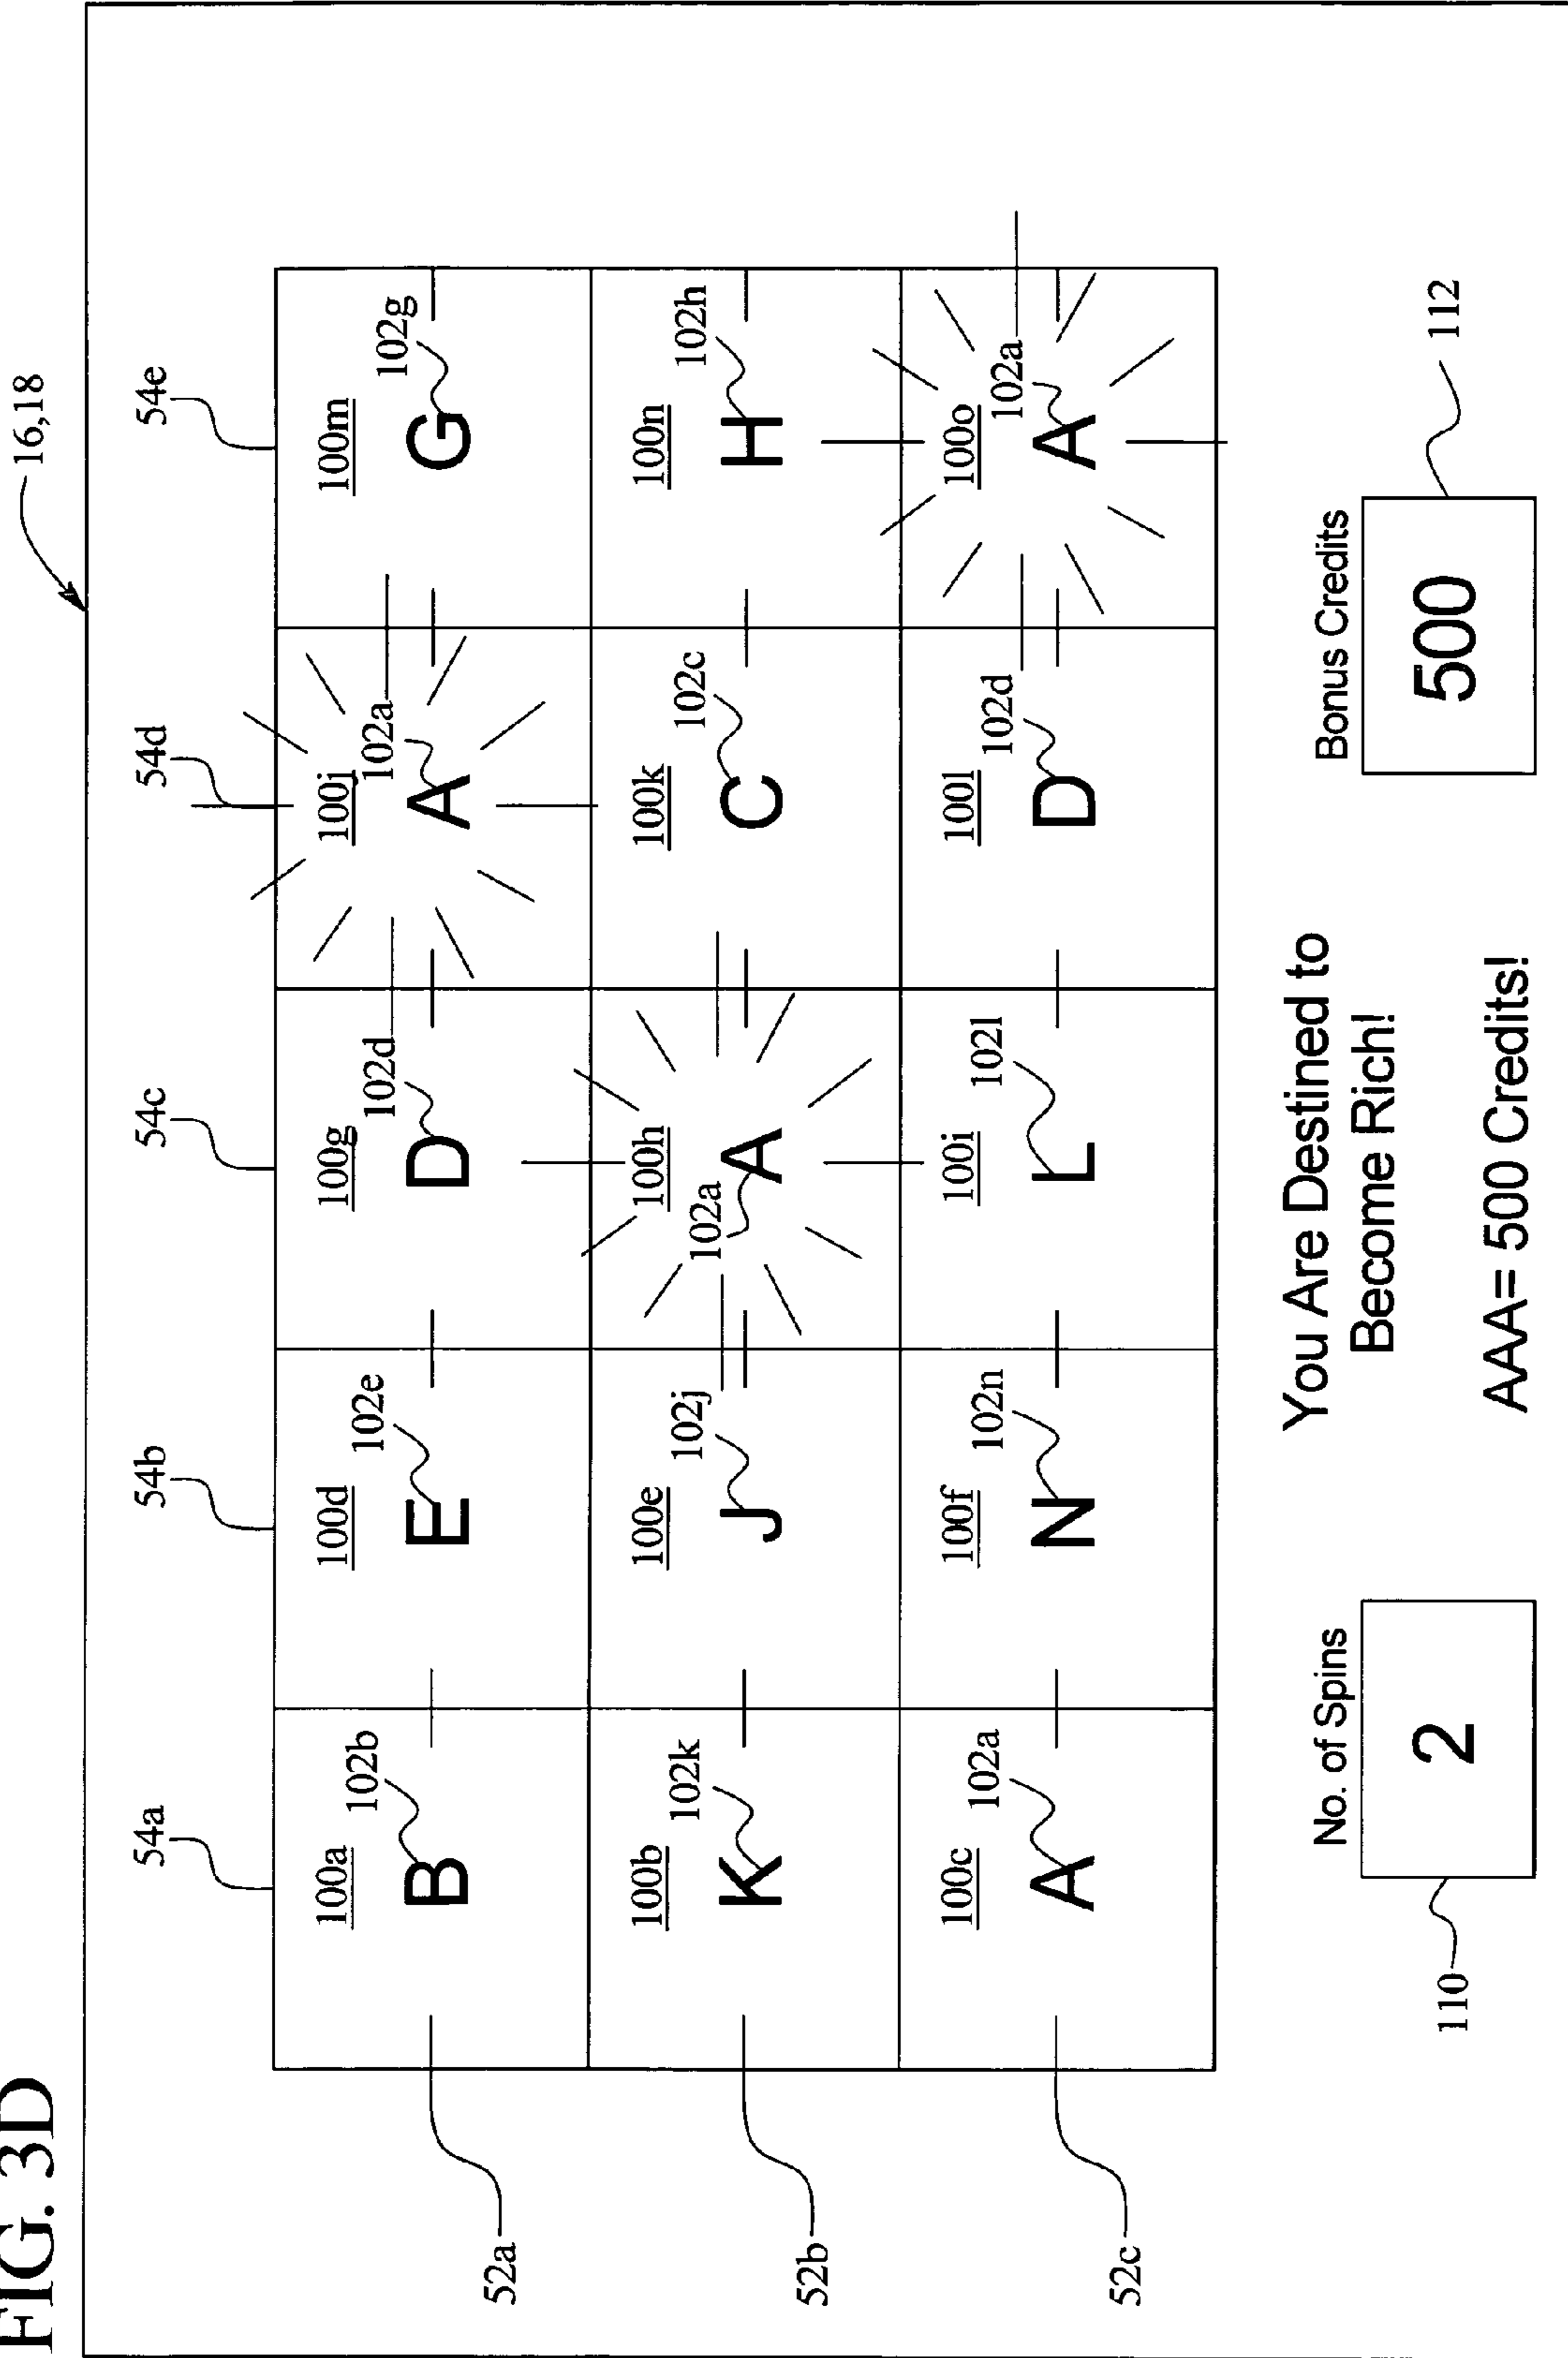 FIG. 3D
16,18
54a 54b 54c 54d 54e
100a 100d 100g 100j 100m
102b 102e 102d 102a 102g
B E D A G
52a
100b 100e 100h 100k 100n
102k 102j 102a 102c 102h
K J A C H
52b
100c 100f 100i 100l 100o
102a 102n 102l 102d 102a
A N L D A
52c
No. of Spins
2
110
You Are Destined to
Become Rich!
AAA= 500 Credits!
Bonus Credits
500
112